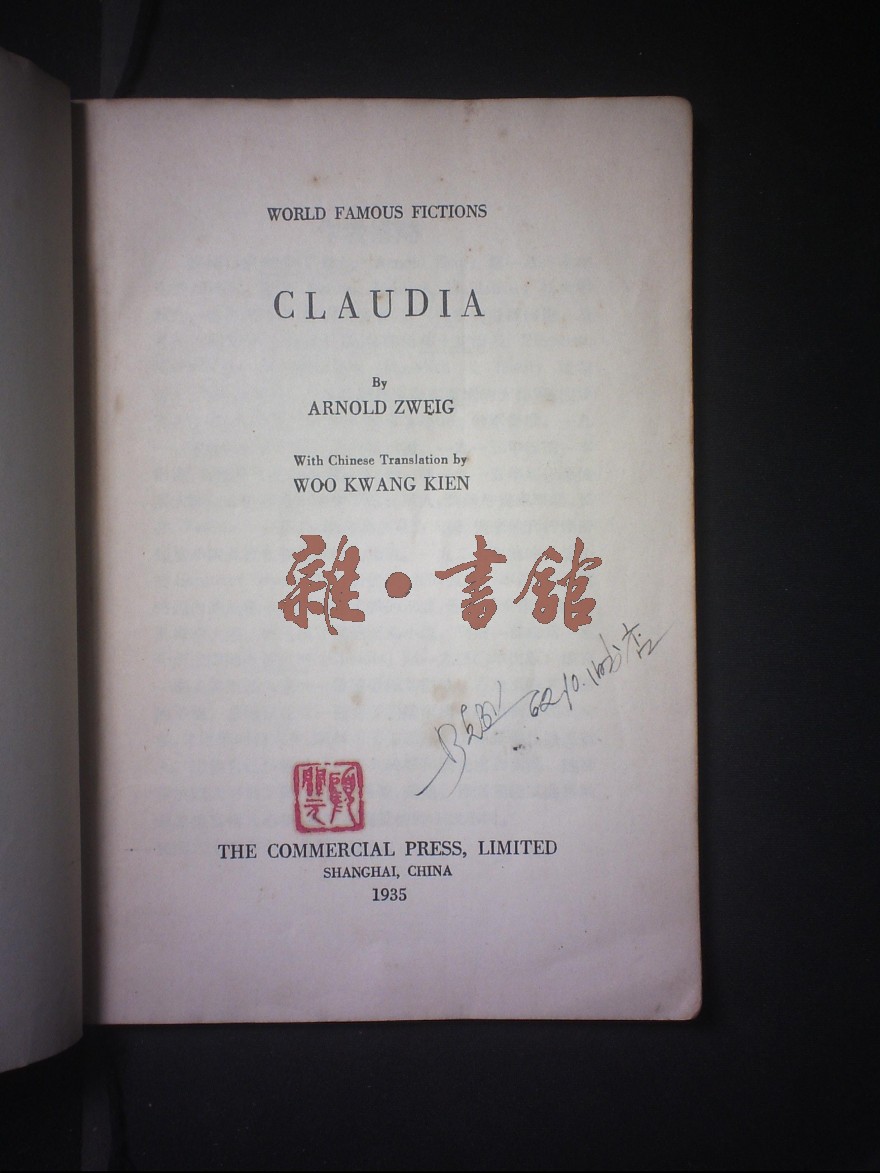 WORLD FAMOUS FICTIONS
CLAUDIA
By
ARNOLD ZWEIG
With Chinese Translation by
WOO KWANG KIEN
雜·書館
THE COMMERCIAL PRESS, LIMITED
SHANGHAI, CHINA
1935